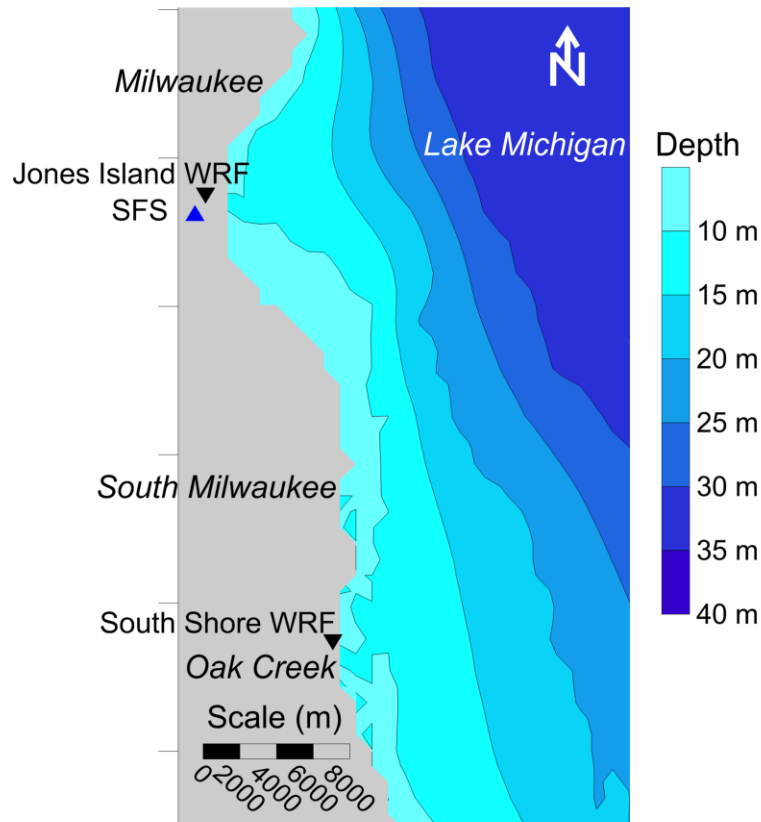 N
Milwaukee
Lake Michigan
Depth
Jones Island WRF
SFS
10 m
15 m
20 m
25 m
30 m
35 m
40 m
South Milwaukee
South Shore WRF
Oak Creek
Scale (m)
0 2000 4000 6000 8000